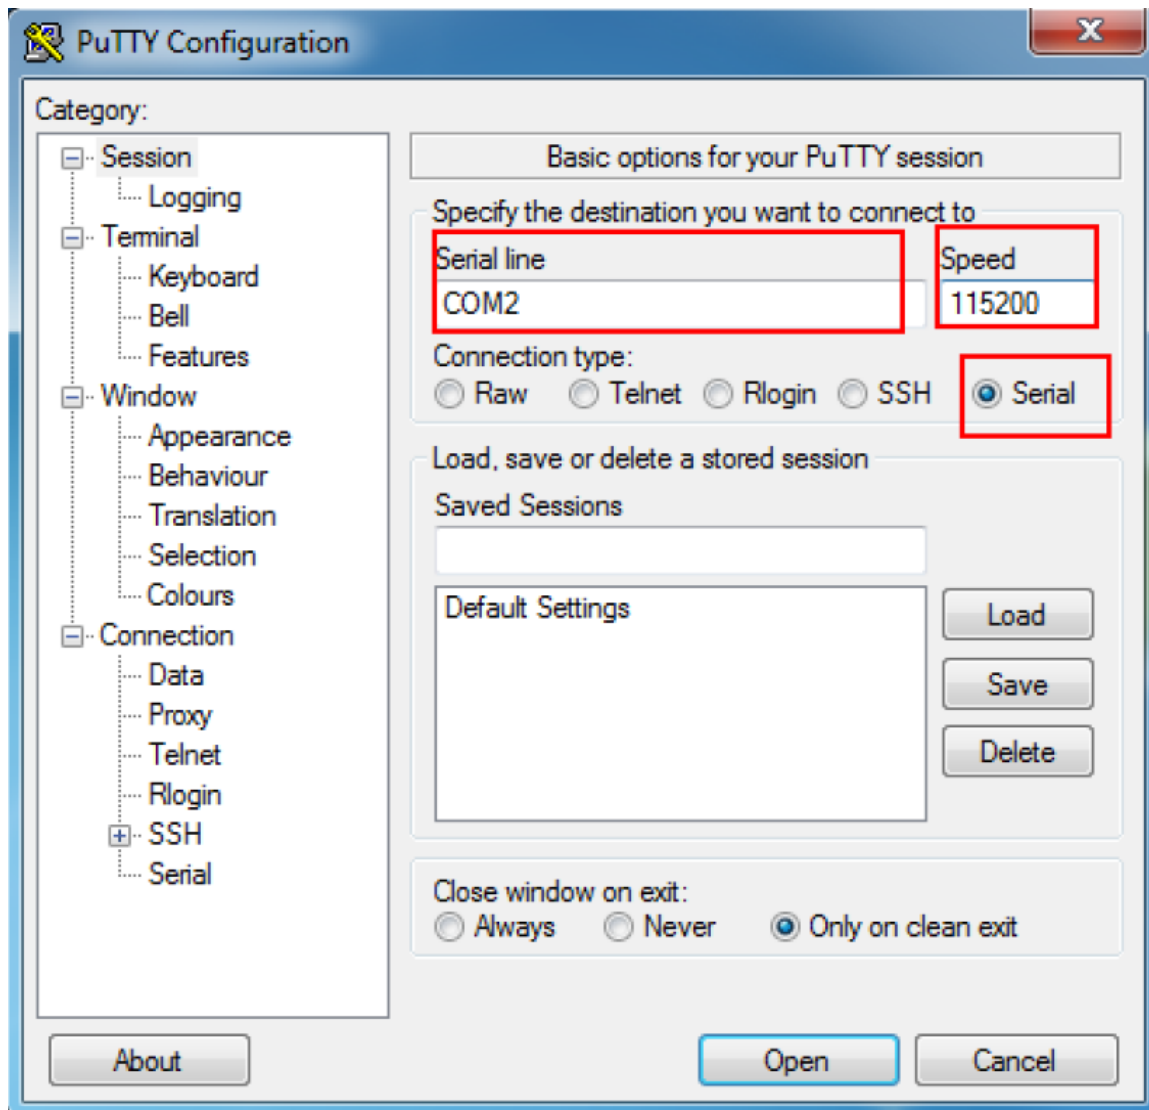 PuTTY Configuration
X
Category:
Session
Logging
Terminal
Keyboard
Bell
Features
Window
Appearance
Behaviour
Translation
Selection
Colours
Connection
Data
Proxy
Telnet
Rlogin
SSH
Serial
Basic options for your PuTTY session
Specify the destination you want to connect to
Serial line Speed
COM2 115200
Connection type:
Raw Telnet Rlogin SSH Serial
Load, save or delete a stored session
Saved Sessions
Default Settings
Load
Save
Delete
Close window on exit:
Always Never Only on clean exit
About Open Cancel